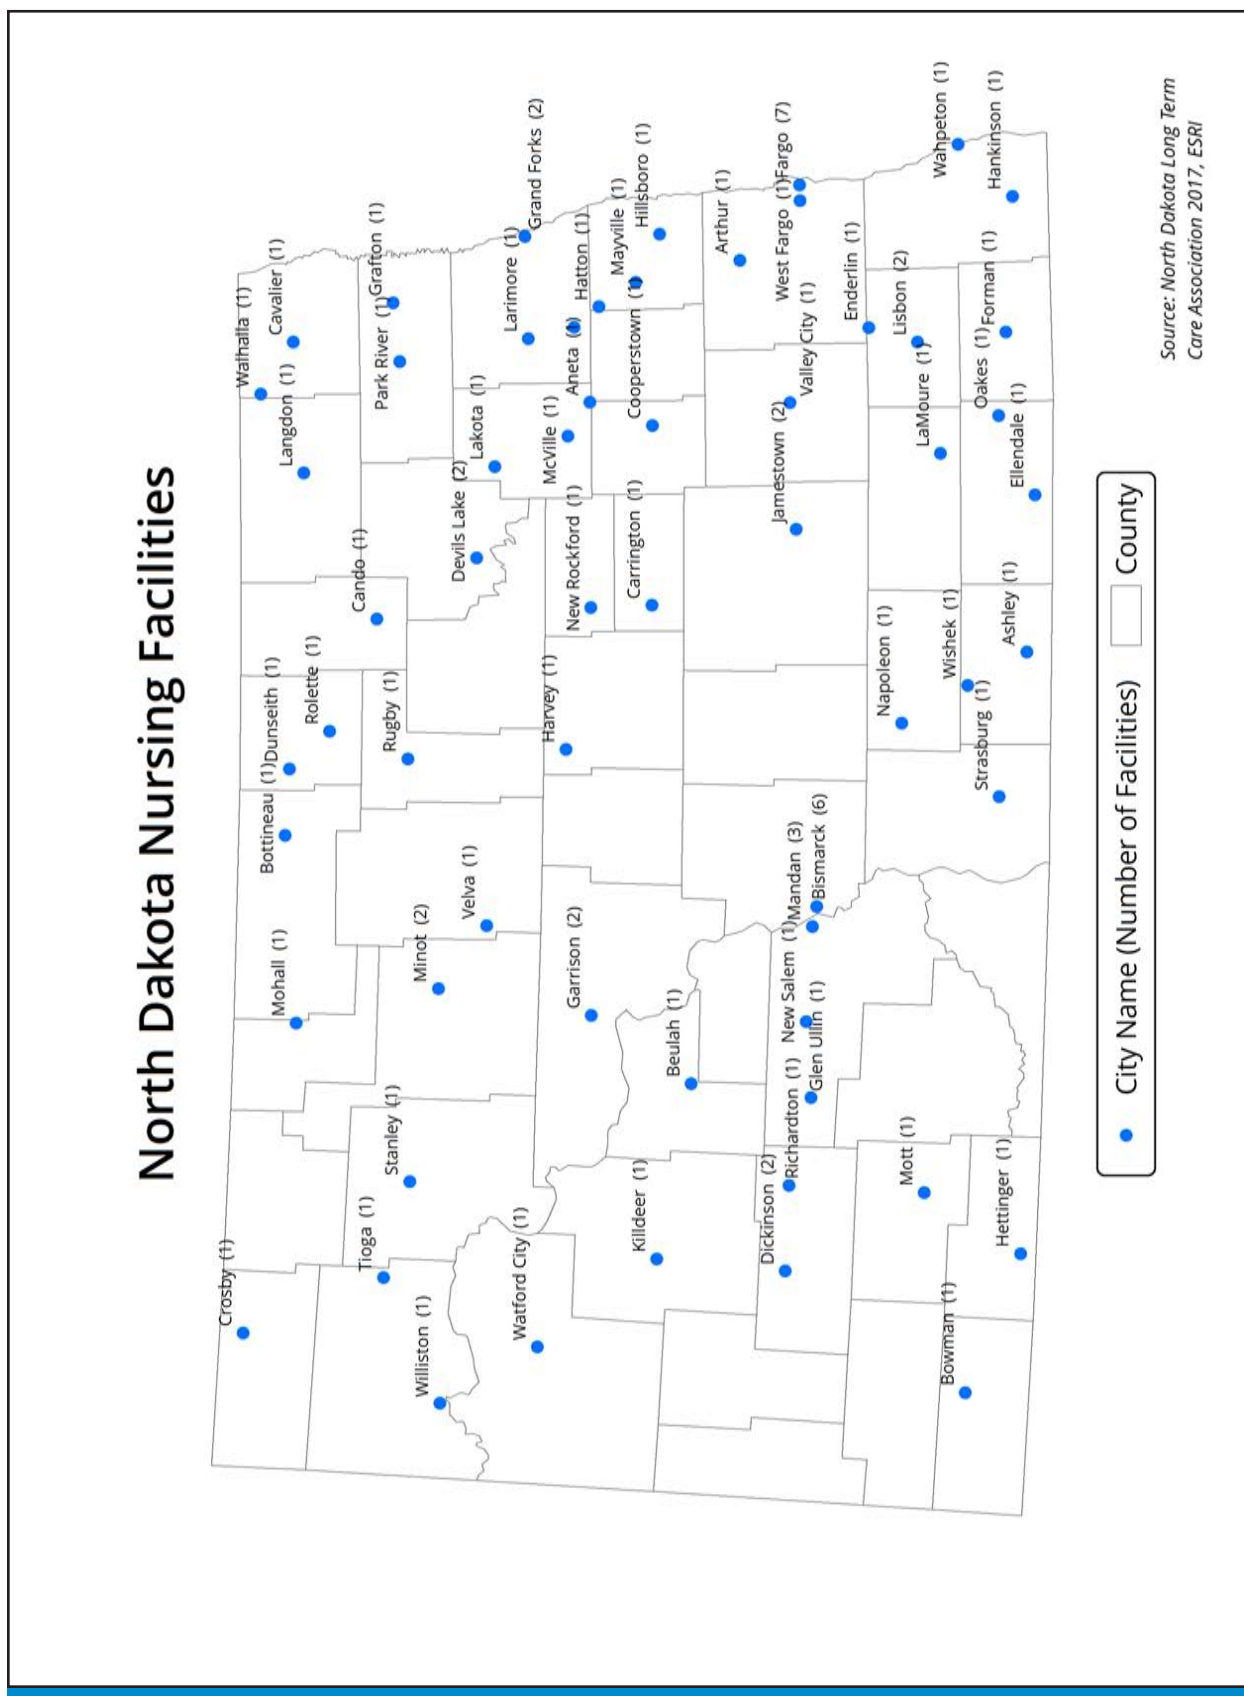 North Dakota Nursing Facilities
Crosby (1)
Mohall (1)
Bottineau (1)
Dunseith (1)
Rolette (1)
Langdon (1)
Walhalla (1)
Cavalier (1)
Tioga (1)
Stanley (1)
Minot (2)
Rugby (1)
Cando (1)
Park River (1)
Grafton (1)
Williston (1)
Velva (1)
Devils Lake (2)
Lakota (1)
Larimore (1)
Grand Forks (2)
Watford City (1)
Garrison (2)
Harvey (1)
New Rockford (1)
McVille (1)
Aneta (1)
Hatton (1)
Mayville (1)
Hillsboro (1)
Killdeer (1)
Beulah (1)
Carrington (1)
Cooperstown (1)
Arthur (1)
Dickinson (2)
Richardton (1)
Glen Ullin (1)
New Salem (1)
Mandan (3)
Bismarck (6)
Jamestown (2)
Valley City (1)
West Fargo (1)
Fargo (7)
Mott (1)
Napoleon (1)
LaMoure (1)
Lisbon (2)
Enderlin (1)
Wahpeton (1)
Bowman (1)
Hettinger (1)
Strasburg (1)
Wishek (1)
Ashley (1)
Ellendale (1)
Oakes (1)
Forman (1)
Hankinson (1)
City Name (Number of Facilities)
County
Source: North Dakota Long Term
Care Association 2017, ESRI